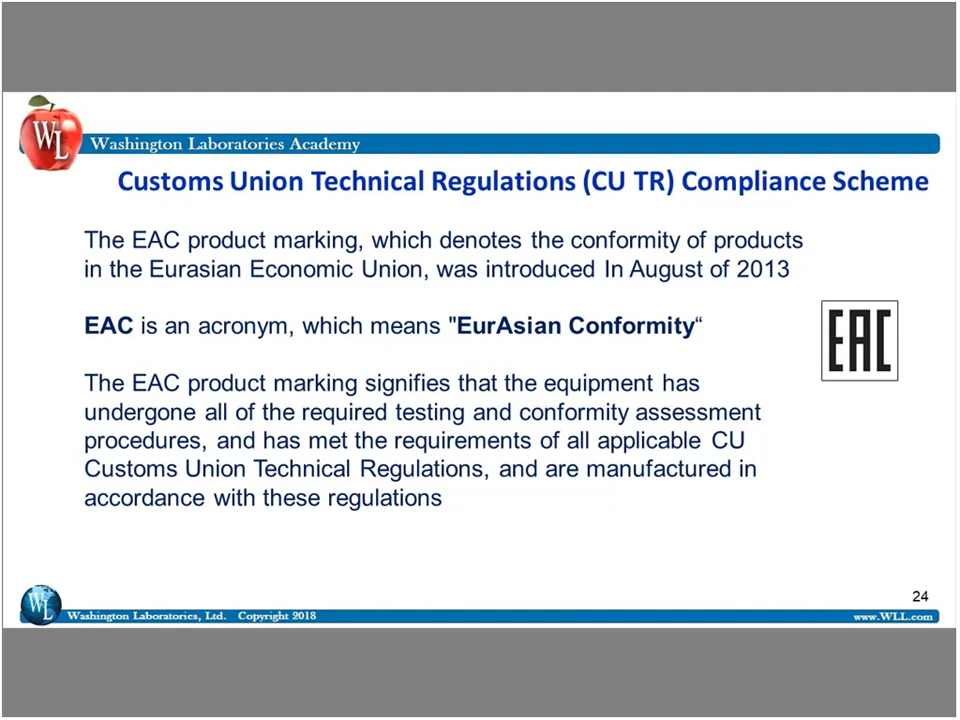 WL
Washington Laboratories Academy
Customs Union Technical Regulations (CU TR) Compliance Scheme
The EAC product marking, which denotes the conformity of products
in the Eurasian Economic Union, was introduced In August of 2013
EAC is an acronym, which means "EurAsian Conformity“
EAC
The EAC product marking signifies that the equipment has
undergone all of the required testing and conformity assessment
procedures, and has met the requirements of all applicable CU
Customs Union Technical Regulations, and are manufactured in
accordance with these regulations
24
WL
Washington Laboratories, Ltd. Copyright 2018
www.WLL.com